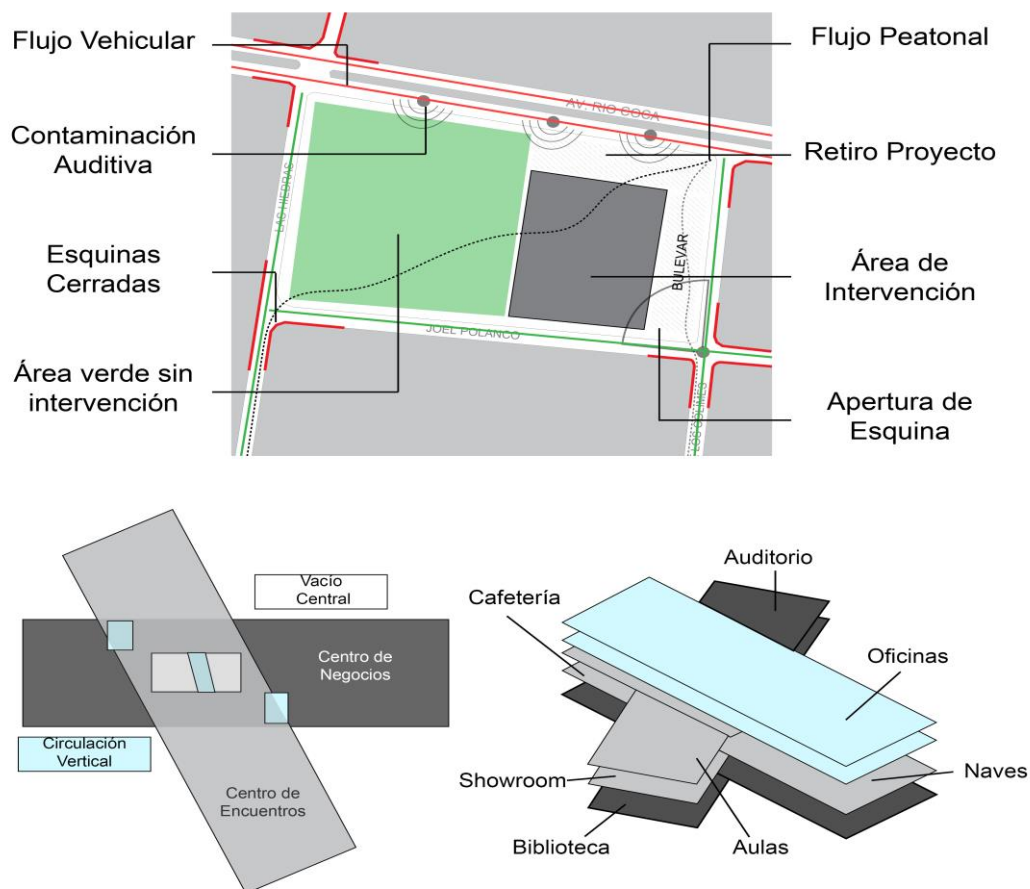 Flujo Vehicular
Flujo Peatonal
AV. RIO COCA
Contaminación
Auditiva
Retiro Proyecto
LAS HIEDRAS
BULEVAR
Esquinas
Cerradas
Área de
Intervención
JOEL POLANCO
Área verde sin
intervención
LOS COLIMES
Apertura de
Esquina
Vacío
Central
Centro de
Negocios
Circulación
Vertical
Centro de
Encuentros
Auditorio
Cafetería
Oficinas
Showroom
Naves
Biblioteca
Aulas